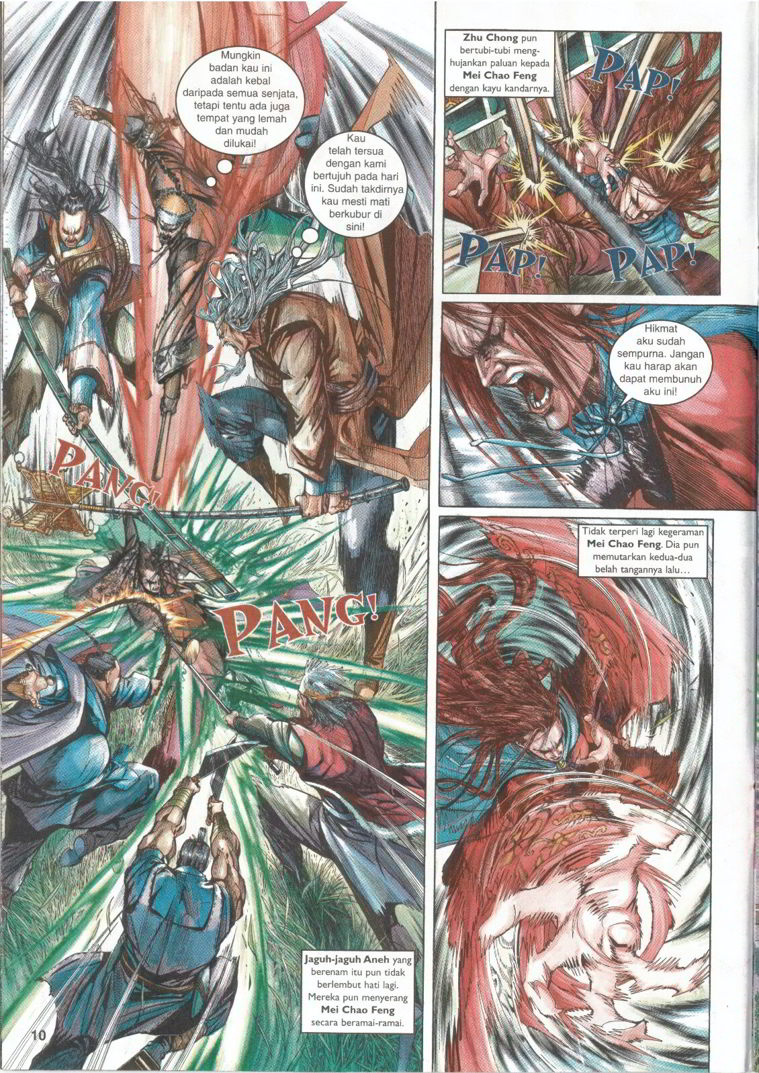 Mungkin
badan kau ini
adalah kebal
daripada semua senjata,
tetapi tentu ada juga
tempat yang lemah
dan mudah
dilukai!
Kau
telah tersua
dengan kami
bertujuh pada hari
ini. Sudah takdirnya
kau mesti mati
berkubur di
sini!
PANG!
PANG!
Jaguh-jaguh Aneh yang
berenam itu pun tidak
berlembut hati lagi.
Mereka pun menyerang
Mei Chao Feng
secara beramai-ramai.
10
Zhu Chong pun
bertubi-tubi meng-
hujankan paluan kepada
Mei Chao Feng
dengan kayu kandarnya.
PAP!
PAP!
PAP!
Hikmat
aku sudah
sempurna. Jangan
kau harap akan
dapat membunuh
aku ini!
Tidak terperi lagi kegeraman
Mei Chao Feng. Dia pun
memutarkan kedua-dua
belah tangannya lalu...